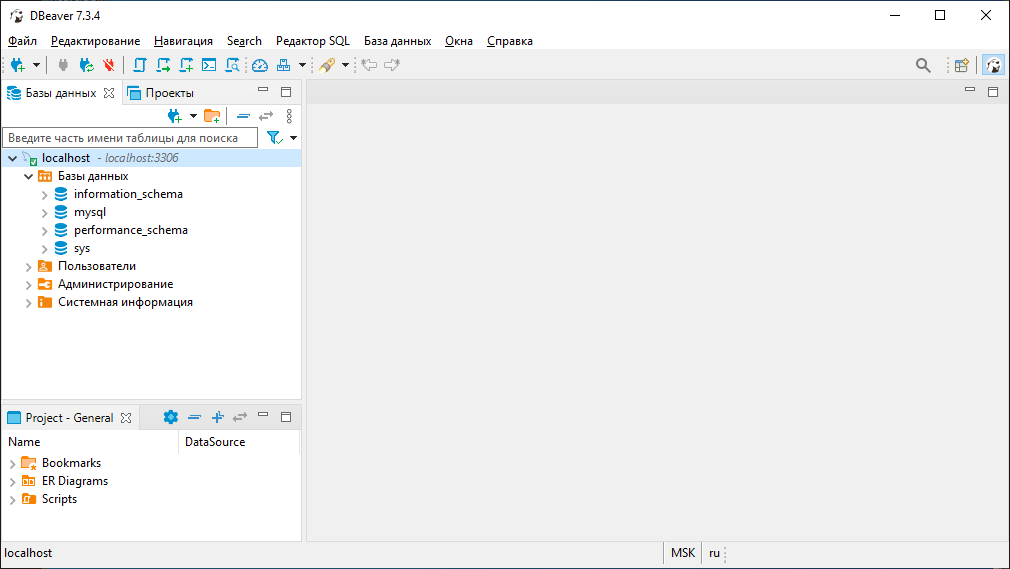 DBeaver 7.3.4
Файл Редактирование Навигация Search Редактор SQL База данных Окна Справка
Базы данных Проекты
Введите часть имени таблицы для поиска
localhost - localhost:3306
Базы данных
information_schema
mysql
performance_schema
sys
Пользователи
Администрирование
Системная информация
Project - General
Name DataSource
Bookmarks
ER Diagrams
Scripts
localhost MSK ru